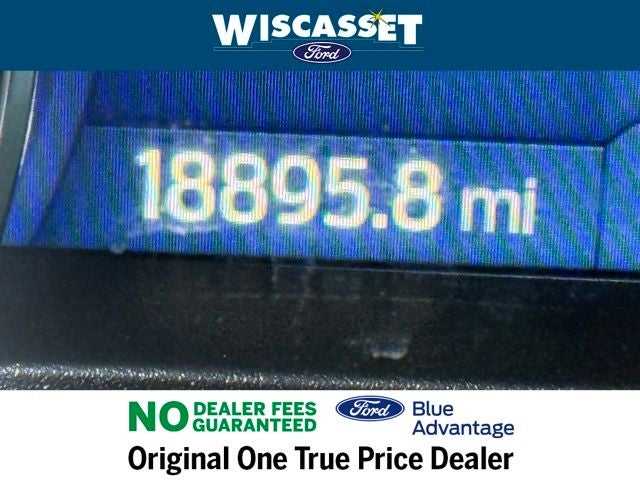 WISCASSET
Ford
18895.8 mi
NO DEALER FEES GUARANTEED
Ford Blue Advantage
Original One True Price Dealer